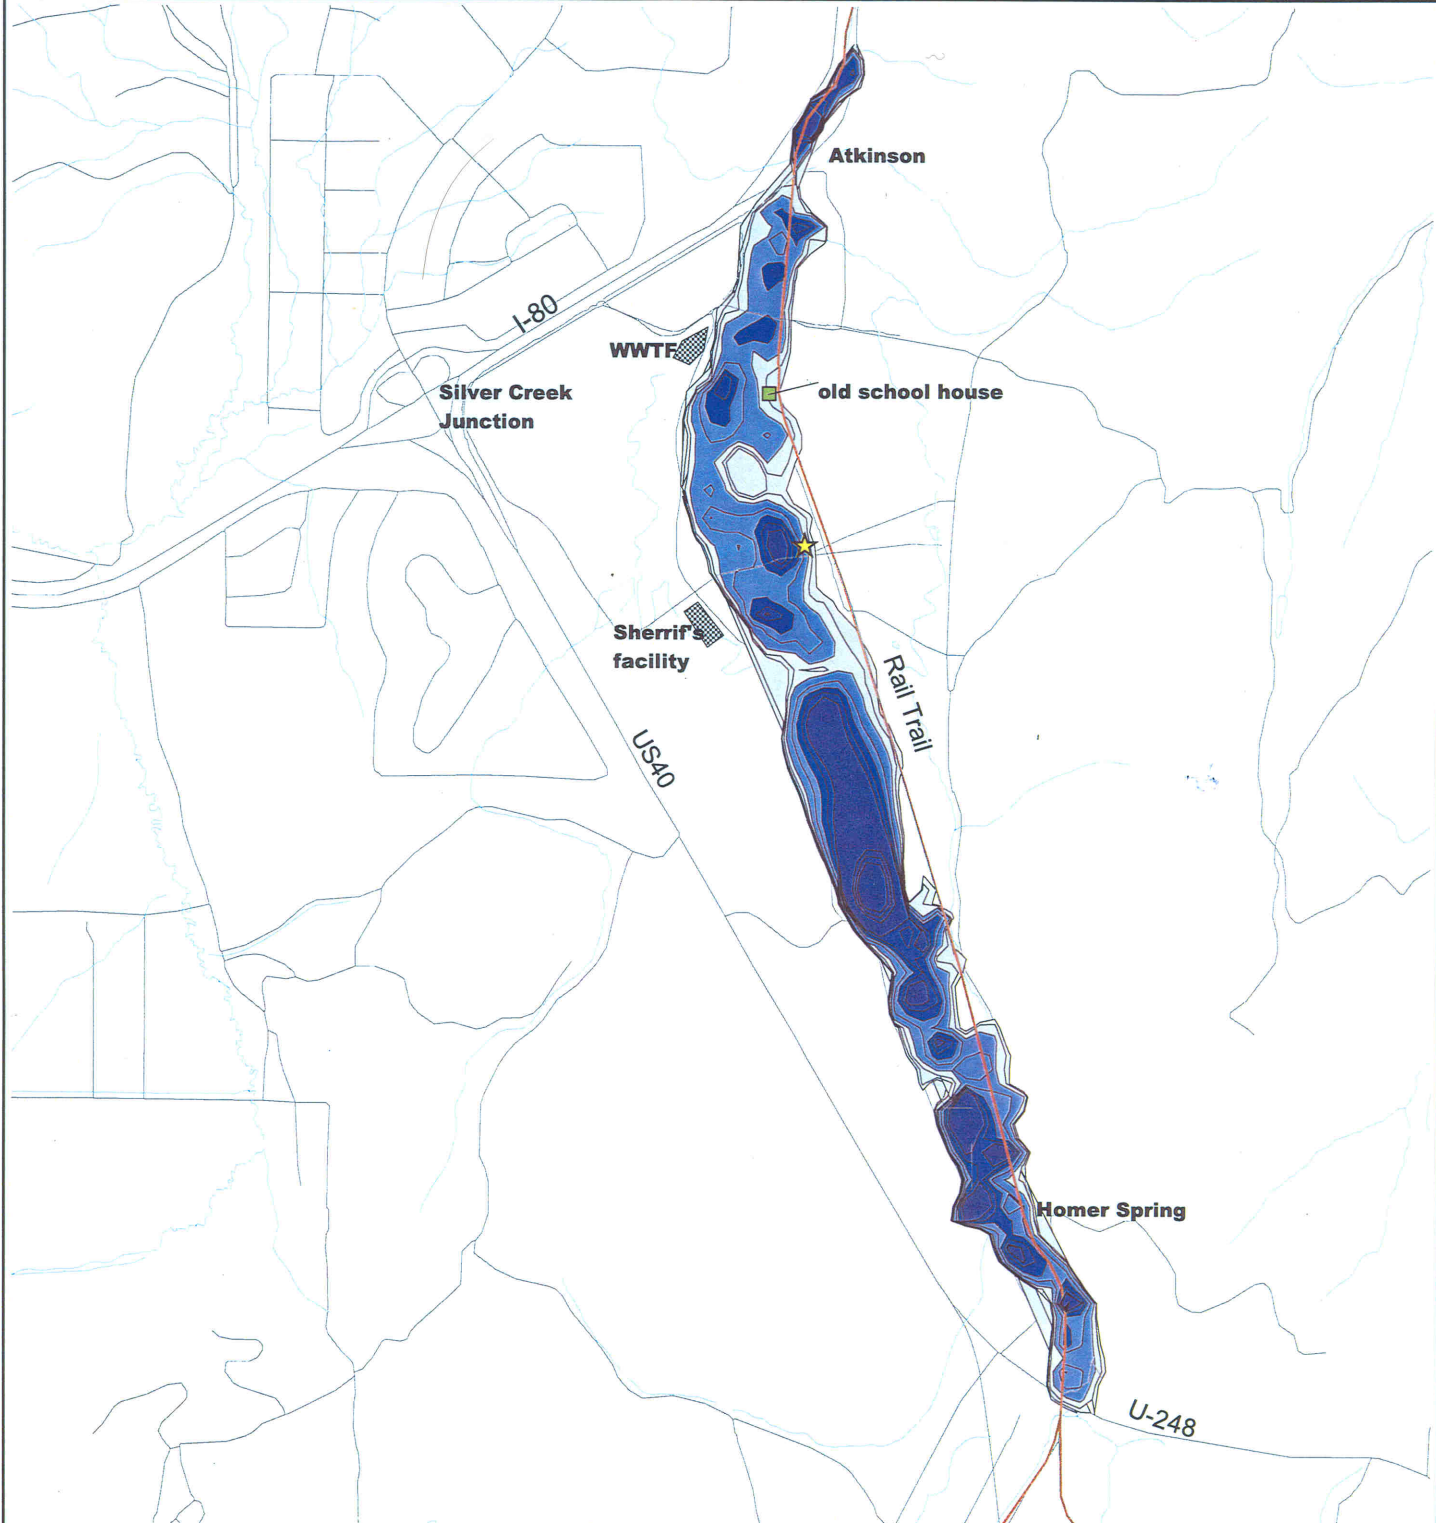 Atkinson
I-80
WWTF
Silver Creek
Junction
old school house
Sherrif's
facility
Rail Trail
US40
Homer Spring
U-248